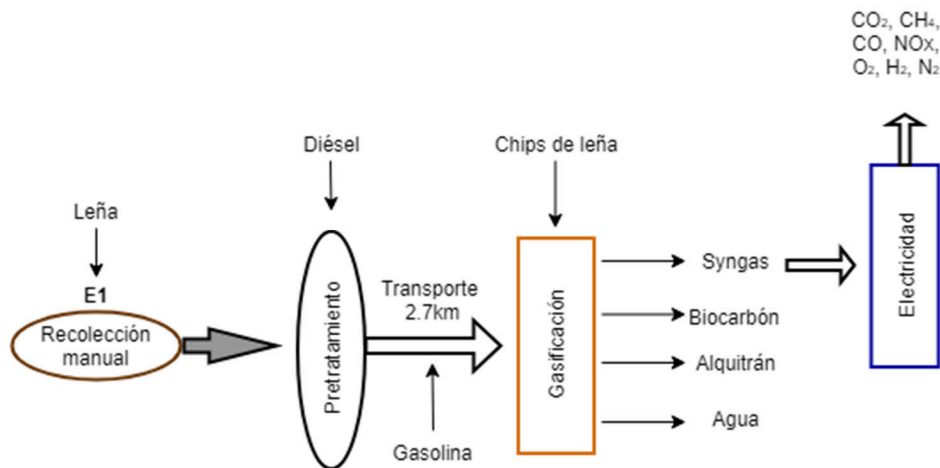 CO₂, CH₄,
CO, NOx,
O₂, H₂, N₂
Diésel
Chips de leña
Leña
E1
Recolección
manual
Pretratamiento
Transporte
2.7km
Gasolina
Gasificación
Syngas
Biocarbón
Alquitrán
Agua
Electricidad